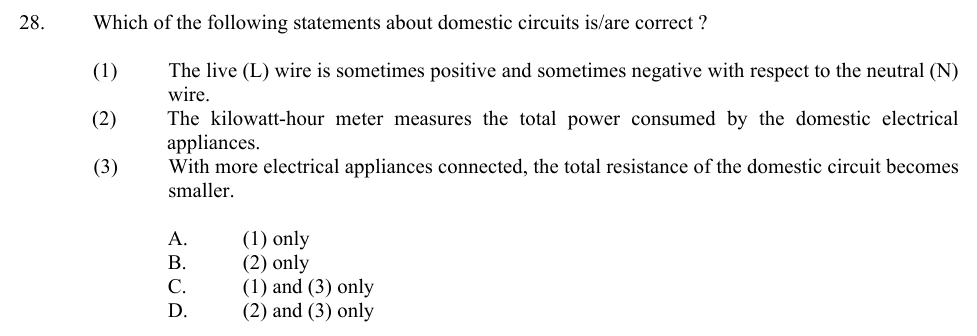 28. Which of the following statements about domestic circuits is/are correct ?
(1) The live (L) wire is sometimes positive and sometimes negative with respect to the neutral (N)
wire.
(2) The kilowatt-hour meter measures the total power consumed by the domestic electrical
appliances.
(3) With more electrical appliances connected, the total resistance of the domestic circuit becomes
smaller.
A. (1) only
B. (2) only
C. (1) and (3) only
D. (2) and (3) only